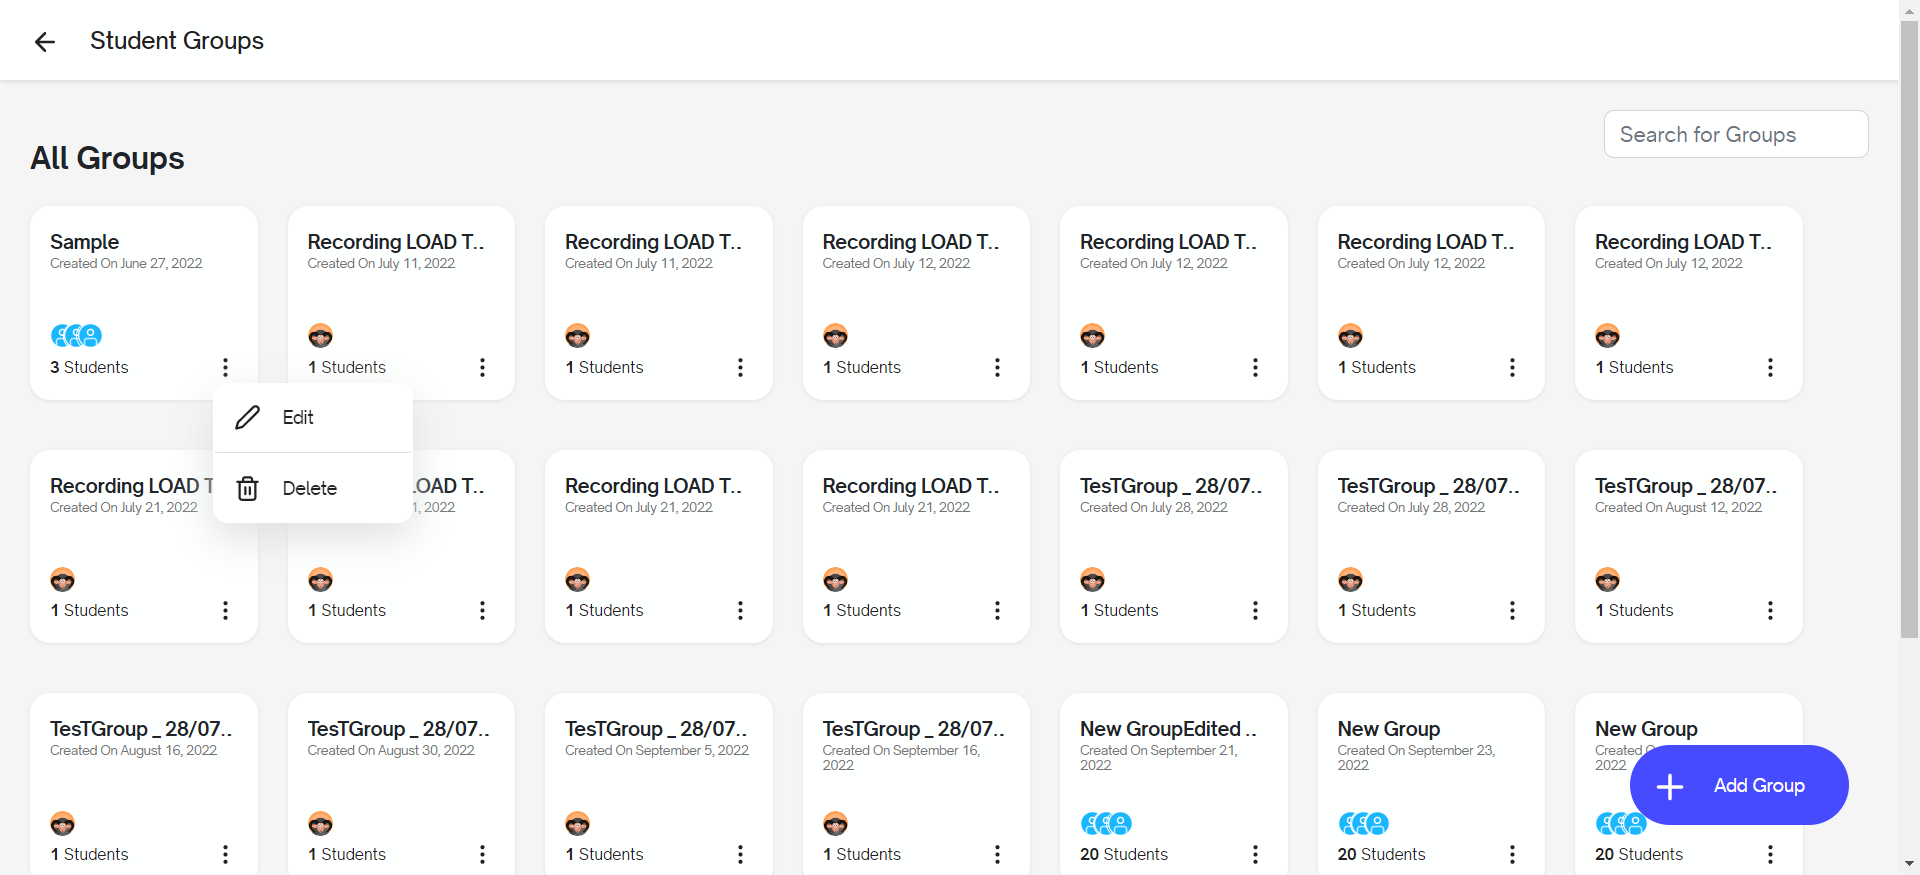 Student Groups
Search for Groups
All Groups
Sample
Created On June 27, 2022
3 Students
Recording LOAD T..
Created On July 11, 2022
1 Students
Recording LOAD T..
Created On July 11, 2022
1 Students
Recording LOAD T..
Created On July 12, 2022
1 Students
Recording LOAD T..
Created On July 12, 2022
1 Students
Recording LOAD T..
Created On July 12, 2022
1 Students
Recording LOAD T..
Created On July 12, 2022
1 Students
Edit
Delete
Recording LOAD T
Created On July 21, 2022
1 Students
LOAD T..
1, 2022
1 Students
Recording LOAD T..
Created On July 21, 2022
1 Students
Recording LOAD T..
Created On July 21, 2022
1 Students
TesTGroup _ 28/07..
Created On July 28, 2022
1 Students
TesTGroup _ 28/07..
Created On July 28, 2022
1 Students
TesTGroup _ 28/07..
Created On August 12, 2022
1 Students
TesTGroup _ 28/07..
Created On August 16, 2022
1 Students
TesTGroup _ 28/07..
Created On August 30, 2022
1 Students
TesTGroup _ 28/07..
Created On September 5, 2022
1 Students
TesTGroup _ 28/07..
Created On September 16,
2022
1 Students
New GroupEdited ..
Created On September 21,
2022
20 Students
New Group
Created On September 23,
2022
20 Students
New Group
Created
2022
20 Students
Add Group